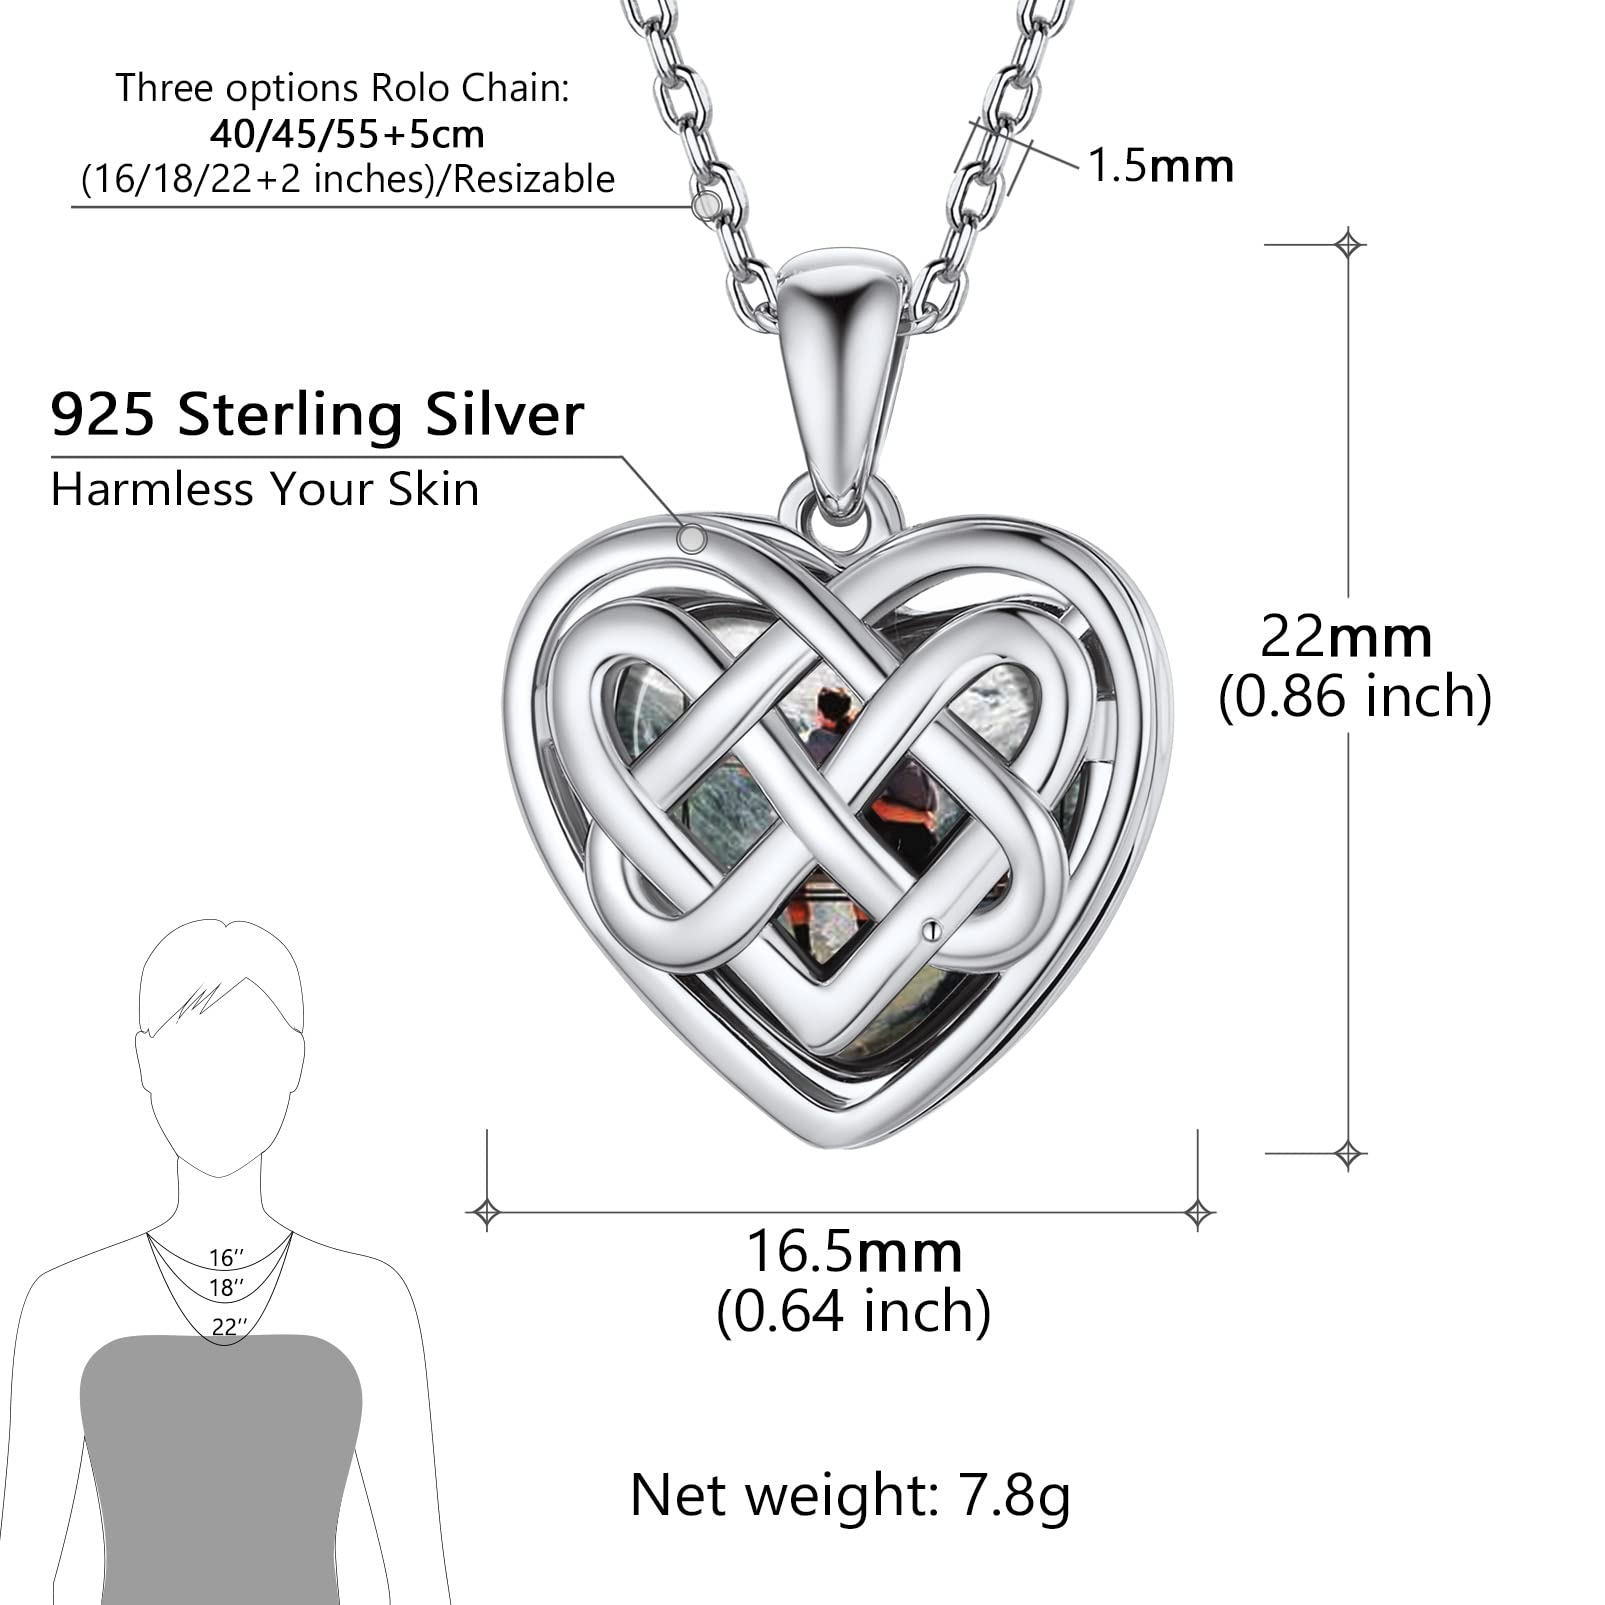 Three options Rolo Chain:
40/45/55+5cm
(16/18/22+2 inches)/Resizable
1.5mm
925 Sterling Silver
Harmless Your Skin
22mm
(0.86 inch)
16.5mm
(0.64 inch)
16''
18''
22''
Net weight: 7.8g